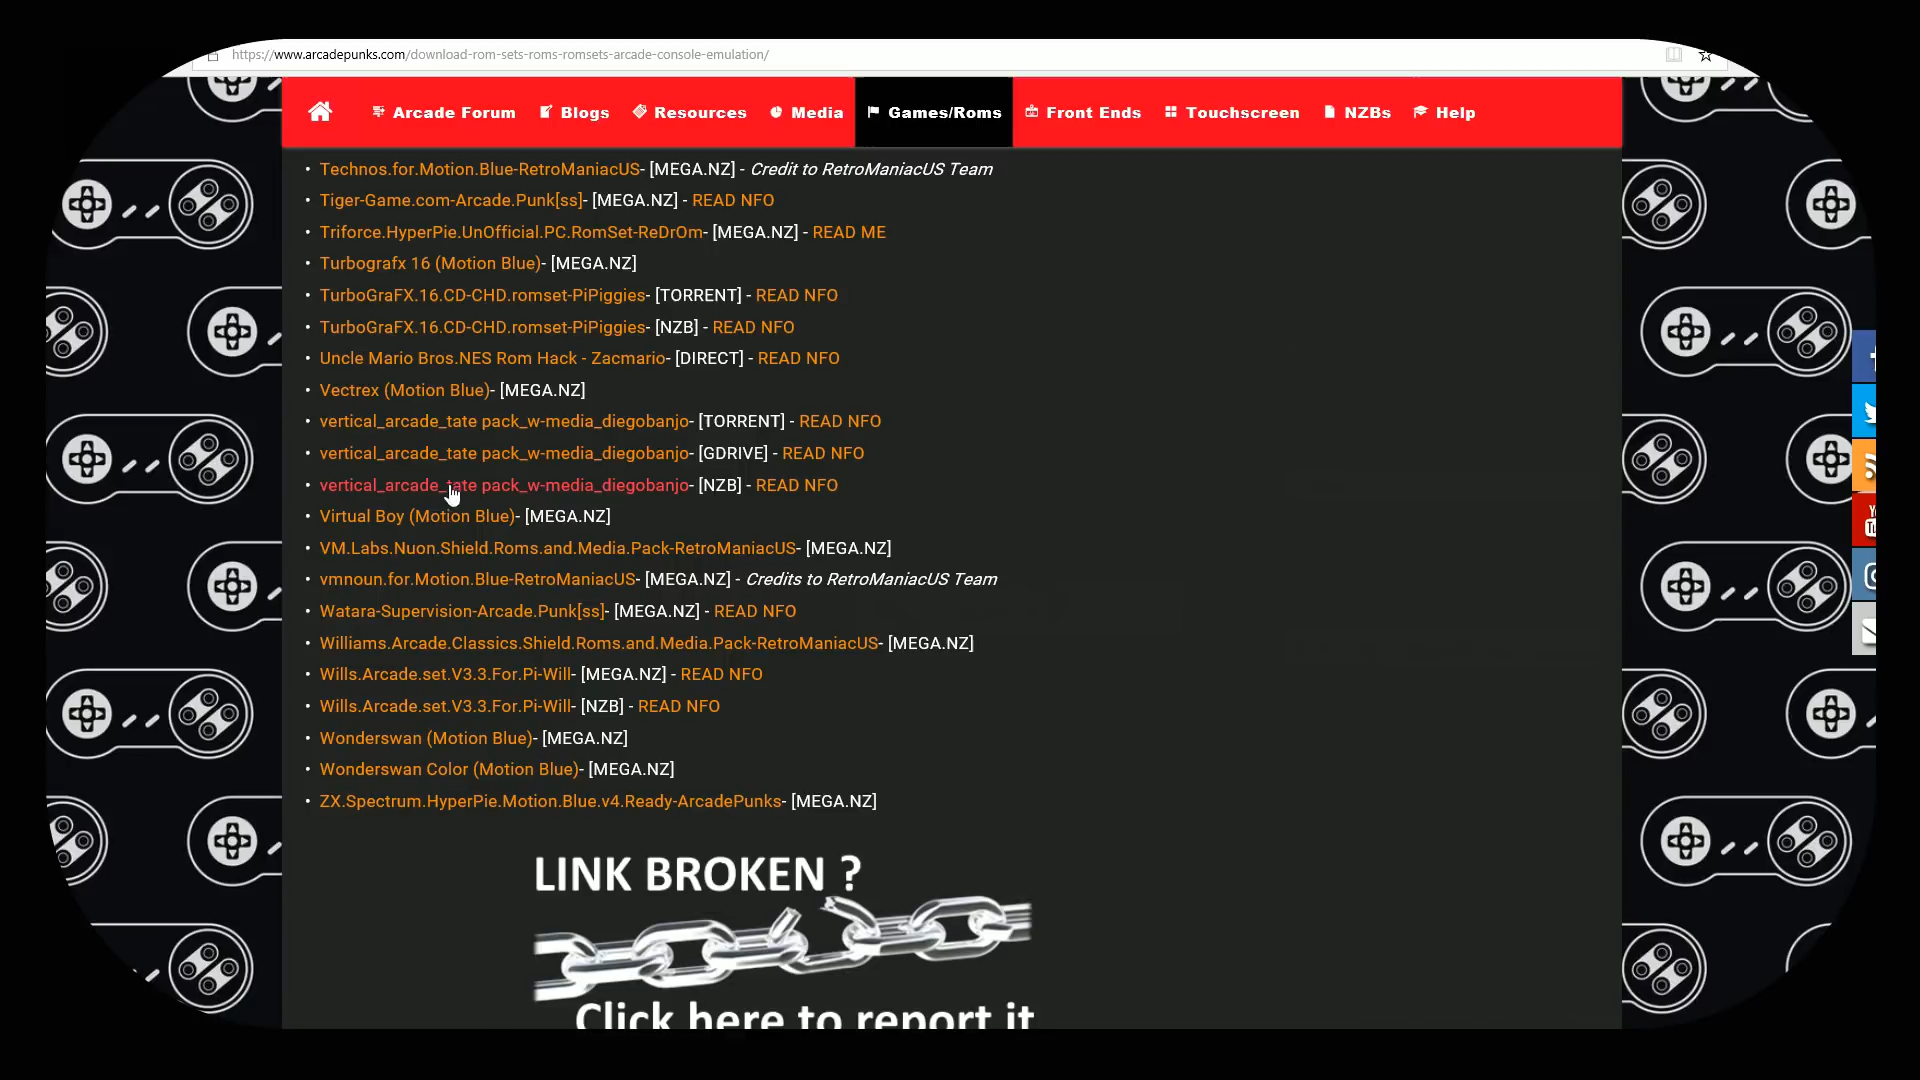 https://www.arcadepunks.com/download-rom-sets-roms-romsets-arcade-console-emulation/
Arcade Forum Blogs Resources Media Games/Roms Front Ends Touchscreen NZBs Help
• Technos.for.Motion.Blue-RetroManiacUS- [MEGA.NZ] - Credit to RetroManiacUS Team
• Tiger-Game.com-Arcade.Punk[ss]- [MEGA.NZ] - READ NFO
• Triforce.HyperPie.UnOfficial.PC.RomSet-ReDrOm- [MEGA.NZ] - READ ME
• Turbografx 16 (Motion Blue)- [MEGA.NZ]
• TurboGraFX.16.CD-CHD.romset-PiPiggies- [TORRENT] - READ NFO
• TurboGraFX.16.CD-CHD.romset-PiPiggies- [NZB] - READ NFO
• Uncle Mario Bros.NES Rom Hack - Zacmario- [DIRECT] - READ NFO
• Vectrex (Motion Blue)- [MEGA.NZ]
• vertical_arcade_tate pack_w-media_diegobanjo- [TORRENT] - READ NFO
• vertical_arcade_tate pack_w-media_diegobanjo- [GDRIVE] - READ NFO
• vertical_arcade_tate pack_w-media_diegobanjo- [NZB] - READ NFO
• Virtual Boy (Motion Blue)- [MEGA.NZ]
• VM.Labs.Nuon.Shield.Roms.and.Media.Pack-RetroManiacUS- [MEGA.NZ]
• vmnoun.for.Motion.Blue-RetroManiacUS- [MEGA.NZ] - Credits to RetroManiacUS Team
• Watara-Supervision-Arcade.Punk[ss]- [MEGA.NZ] - READ NFO
• Williams.Arcade.Classics.Shield.Roms.and.Media.Pack-RetroManiacUS- [MEGA.NZ]
• Wills.Arcade.set.V3.3.For.Pi-Will- [MEGA.NZ] - READ NFO
• Wills.Arcade.set.V3.3.For.Pi-Will- [NZB] - READ NFO
• Wonderswan (Motion Blue)- [MEGA.NZ]
• Wonderswan Color (Motion Blue)- [MEGA.NZ]
• ZX.Spectrum.HyperPie.Motion.Blue.v4.Ready-ArcadePunks- [MEGA.NZ]
LINK BROKEN ?
Click here to report it